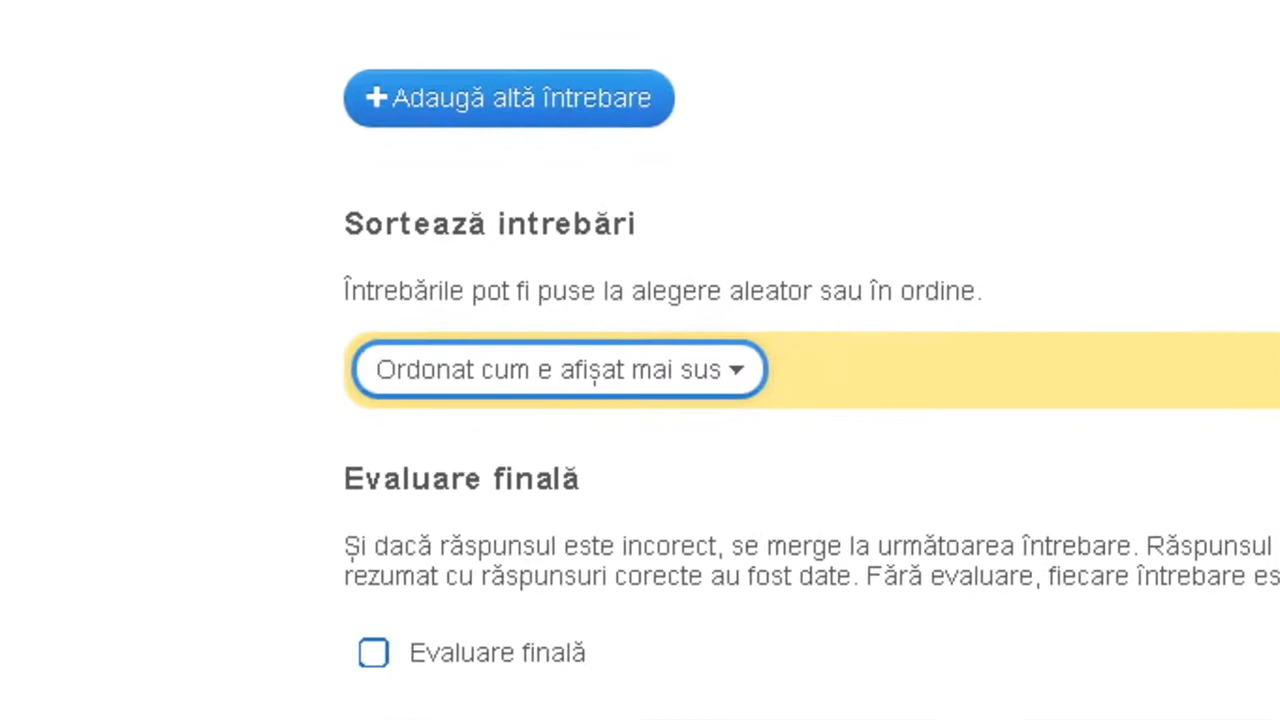 + Adaugă altă întrebare
Sortează intrebări
Întrebările pot fi puse la alegere aleator sau în ordine.
Ordonat cum e afișat mai sus
Evaluare finală
Și dacă răspunsul este incorect, se merge la următoarea întrebare. Răspunsul
rezumat cu răspunsuri corecte au fost date. Fără evaluare, fiecare întrebare es
Evaluare finală